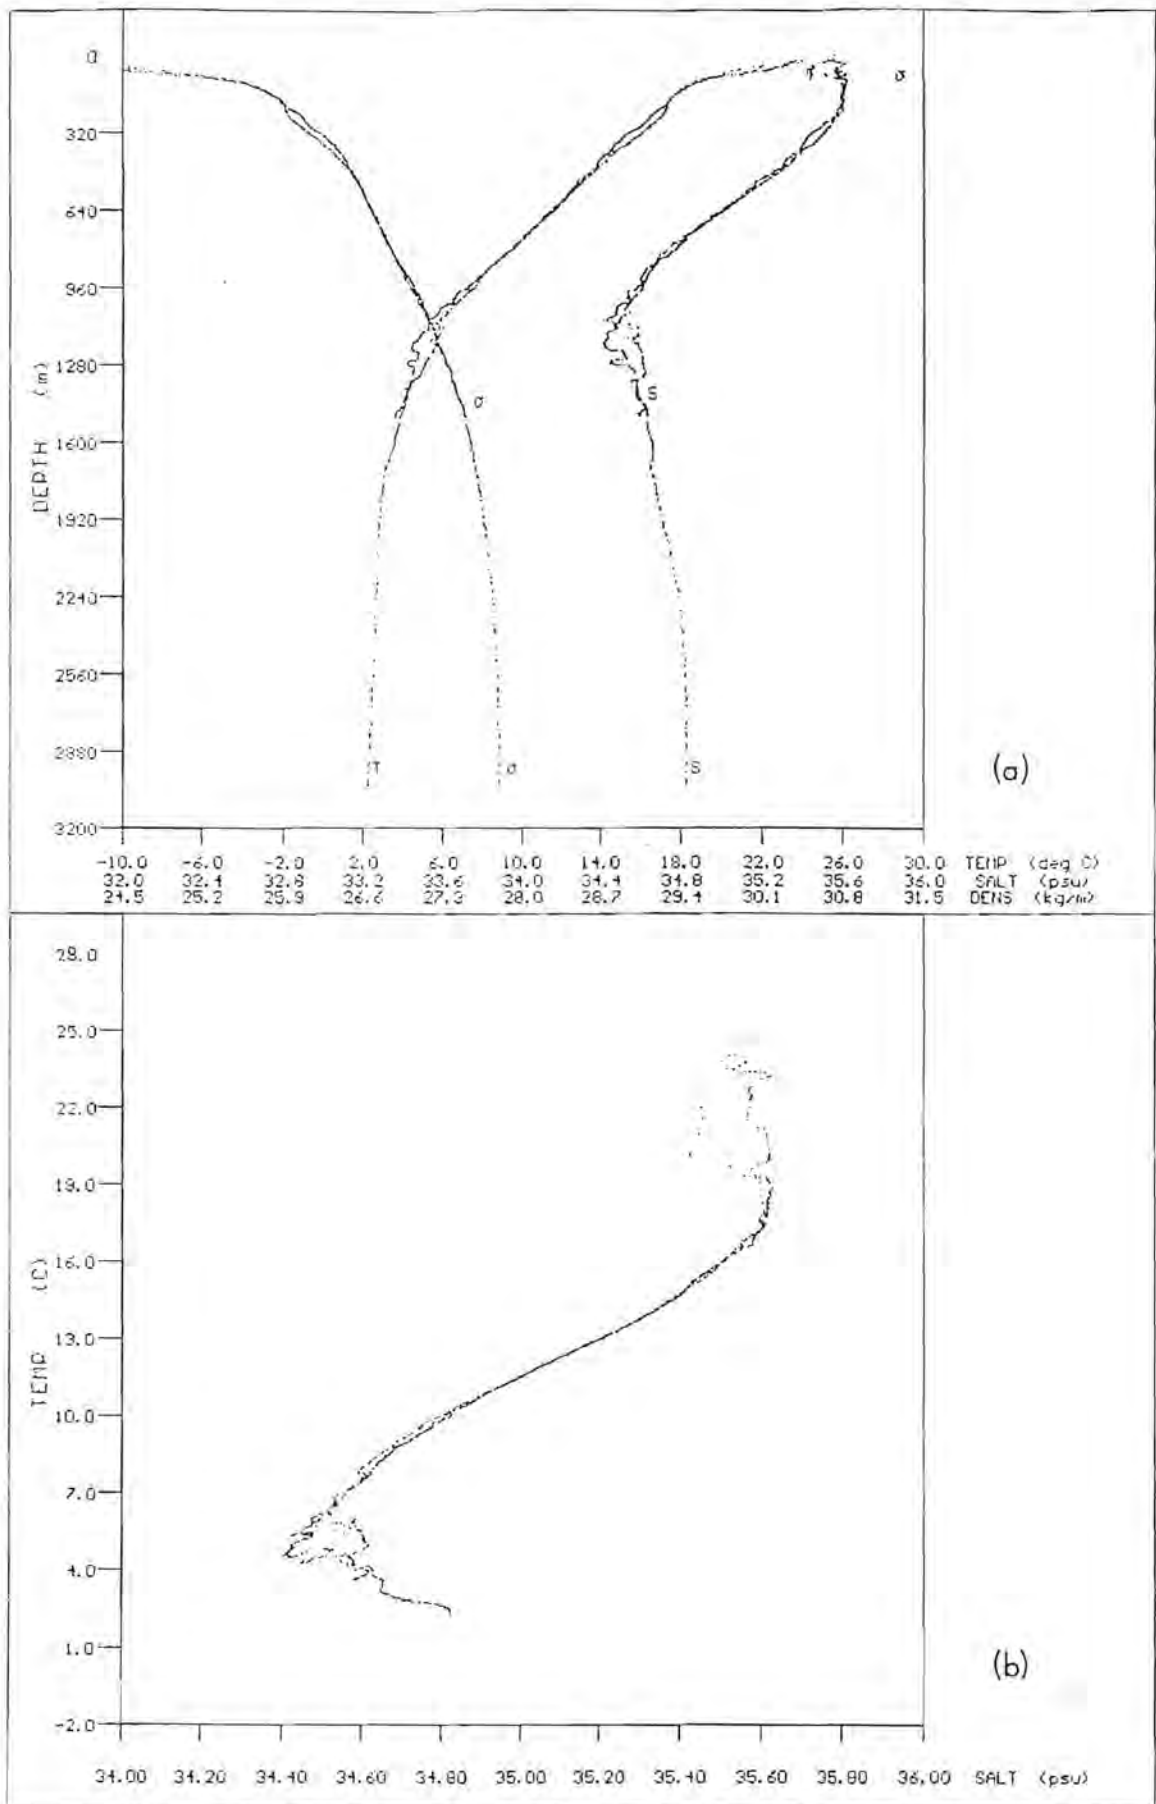 0
T
σ
320
640
960
1280
S
σ
1600
DEPTH (m)
1920
2240
2560
2880
T
σ
S
(a)
3200
-10.0 -6.0 -2.0 2.0 6.0 10.0 14.0 18.0 22.0 26.0 30.0 TEMP (deg C)
32.0 32.4 32.8 33.2 33.6 34.0 34.4 34.8 35.2 35.6 36.0 SALT (psu)
24.5 25.2 25.9 26.6 27.3 28.0 28.7 29.4 30.1 30.8 31.5 DENS (kg/m)
28.0
25.0
22.0
19.0
16.0
TEMP (C)
13.0
10.0
7.0
4.0
1.0
(b)
-2.0
34.00 34.20 34.40 34.60 34.80 35.00 35.20 35.40 35.60 35.80 36.00 SALT (psu)